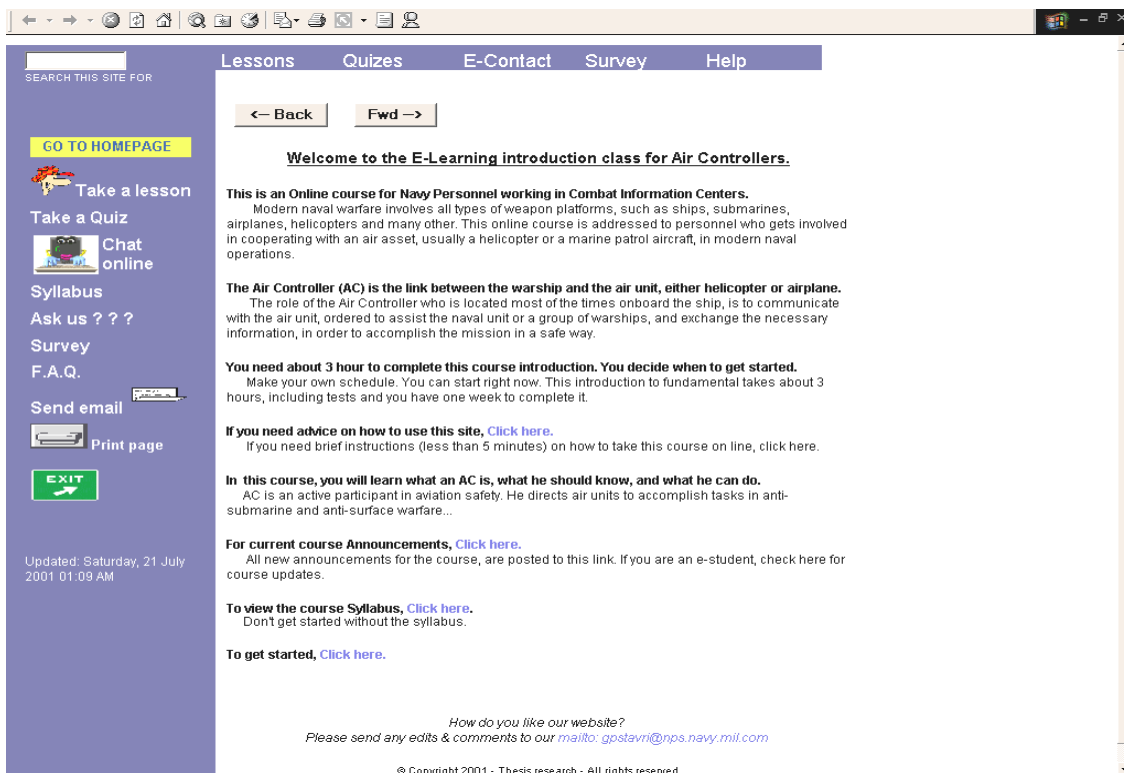 SEARCH THIS SITE FOR
Lessons Quizes E-Contact Survey Help
<-- Back Fwd -->
GO TO HOMEPAGE
Take a lesson
Take a Quiz
Chat
online
Syllabus
Ask us ? ? ?
Survey
F.A.Q.
Send email
Print page
EXIT
Updated: Saturday, 21 July
2001 01:09 AM
Welcome to the E-Learning introduction class for Air Controllers.
This is an Online course for Navy Personnel working in Combat Information Centers.
Modern naval warfare involves all types of weapon platforms, such as ships, submarines,
airplanes, helicopters and many other. This online course is addressed to personnel who gets involved
in cooperating with an air asset, usually a helicopter or a marine patrol aircraft, in modern naval
operations.
The Air Controller (AC) is the link between the warship and the air unit, either helicopter or airplane.
The role of the Air Controller who is located most of the times onboard the ship, is to communicate
with the air unit, ordered to assist the naval unit or a group of warships, and exchange the necessary
information, in order to accomplish the mission in a safe way.
You need about 3 hour to complete this course introduction. You decide when to get started.
Make your own schedule. You can start right now. This introduction to fundamental takes about 3
hours, including tests and you have one week to complete it.
If you need advice on how to use this site, Click here.
If you need brief instructions (less than 5 minutes) on how to take this course on line, click here.
In this course, you will learn what an AC is, what he should know, and what he can do.
AC is an active participant in aviation safety. He directs air units to accomplish tasks in anti-
submarine and anti-surface warfare...
For current course Announcements, Click here.
All new announcements for the course, are posted to this link. If you are an e-student, check here for
course updates.
To view the course Syllabus, Click here.
Don't get started without the syllabus.
To get started, Click here.
How do you like our website?
Please send any edits & comments to our mailto: gpstavri@nps.navy.mil.com
© Copyright 2001 - Thesis research - All rights reserved